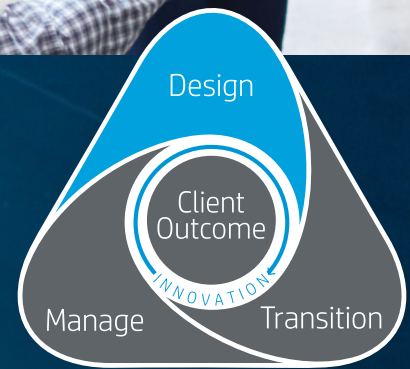 Design
Client
Outcome
INNOVATION
Manage
Transition